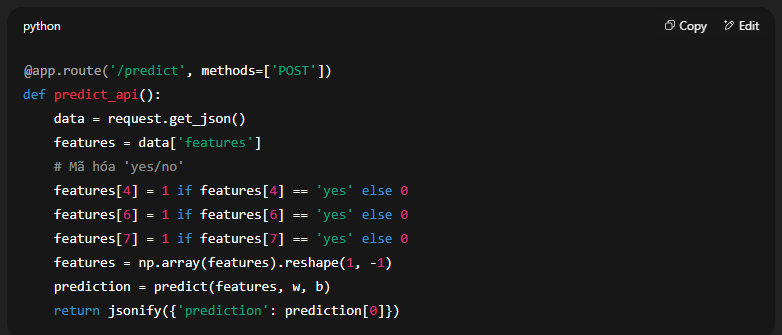 python
Copy
Edit
@app.route('/predict', methods=['POST'])
def predict_api():
    data = request.get_json()
    features = data['features']
    # Mã hóa 'yes/no'
    features[4] = 1 if features[4] == 'yes' else 0
    features[6] = 1 if features[6] == 'yes' else 0
    features[7] = 1 if features[7] == 'yes' else 0
    features = np.array(features).reshape(1, -1)
    prediction = predict(features, w, b)
    return jsonify({'prediction': prediction[0]})